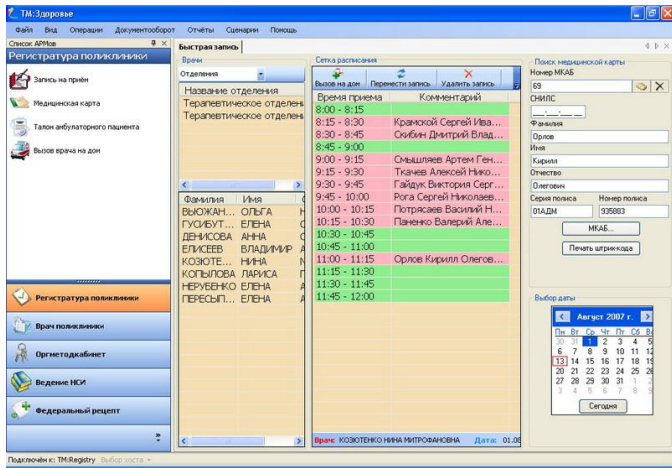 ТМ:Здоровье
Файл Вид Операции Документооборот Отчёты Сценарии Помощь
Список АРМов
Регистратура поликлиники
Запись на приём
Медицинская карта
Талон амбулаторного пациента
Вызов врача на дом
Регистратура поликлиники
Врач поликлиники
Оргметодкабинет
Ведение НСИ
Федеральный рецепт
Быстрая запись
Врачи
Отделения
Название отделения
Терапевтическое отделен
Терапевтическое отделен
Фамилия Имя
ВЬЮЖАН... ОЛЬГА
ГУСИБУТ... ЕЛЕНА
ДЕНИСОВА АННА
ЕЛИСЕЕВ ВЛАДИМИР
КОЗЮТЕ... НИНА
КОПЫЛОВА ЛАРИСА
НЕРУБЕНКО ЕЛЕНА
ПЕРЕСЫП... ЕЛЕНА
Сетка расписания
Вызов на дон Перенести запись Удалить запись
Время приема Комментарий
8:00 - 8:15
8:15 - 8:30 Крамской Сергей Ива...
8:30 - 8:45 Скибин Дмитрий Влад...
8:45 - 9:00
9:00 - 9:15 Смышляев Артем Ген...
9:15 - 9:30 Ткачев Алексей Нико...
9:30 - 9:45 Гайдук Виктория Серг...
9:45 - 10:00 Рога Сергей Николаев...
10:00 - 10:15 Потрясаев Василий Н...
10:15 - 10:30 Паненко Валерий Але...
10:30 - 10:45
10:45 - 11:00
11:00 - 11:15 Орлов Кирилл Олегов...
11:15 - 11:30
11:30 - 11:45
11:45 - 12:00
Врач: КОЗЮТЕНКО НИНА МИТРОФАНОВНА Дата: 01.08
Поиск медицинской карты
Номер МКАБ
69
СНИЛС
Фамилия
Орлов
Имя
Кирилл
Отчество
Олегович
Серия полиса Номер полиса
01АДМ 935883
МКАБ...
Печать штрих-кода
Выбор даты
Август 2007 г.
Пн Вт Ср Чт Пт Сб Вс
30 31 1 2 3 4 5
6 7 8 9 10 11 12
13 14 15 16 17 18 19
20 21 22 23 24 25 26
27 28 29 30 31 1 2
3 4 5 6 7 8 9
Сегодня
Подключён к: TM:Registry Выбор хоста